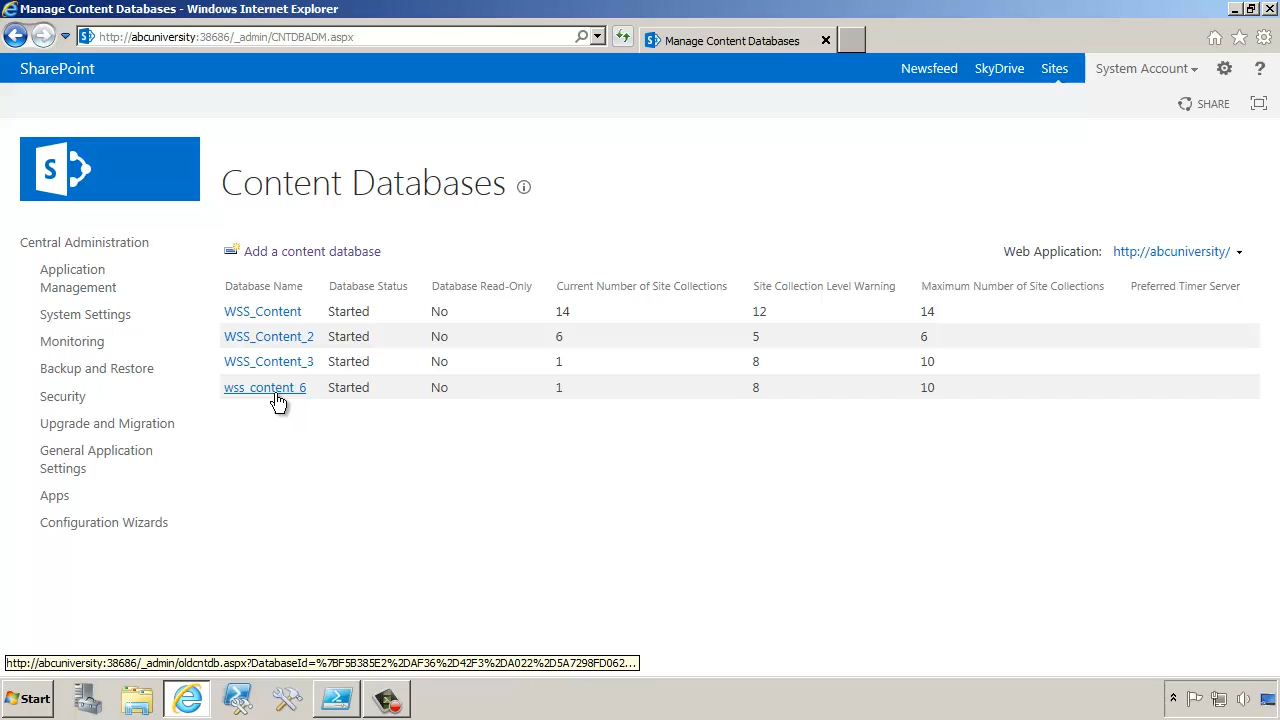 Manage Content Databases - Windows Internet Explorer
http://abcuniversity:38686/_admin/CNTDBADM.aspx
Manage Content Databases
SharePoint
Newsfeed
SkyDrive
Sites
System Account
?
SHARE
S
Content Databases
Central Administration
Application
Management
System Settings
Monitoring
Backup and Restore
Security
Upgrade and Migration
General Application
Settings
Apps
Configuration Wizards
Add a content database
Web Application: http://abcuniversity/
Database Name Database Status Database Read-Only Current Number of Site Collections Site Collection Level Warning Maximum Number of Site Collections Preferred Timer Server
WSS_Content Started No 14 12 14
WSS_Content_2 Started No 6 5 6
WSS_Content_3 Started No 1 8 10
wss_content_6 Started No 1 8 10
http://abcuniversity:38686/_admin/oldcntdb.aspx?DatabaseId=%7BF5B385E2%2DAF36%2D42F3%2DA022%2D5A7298FD062...
Start